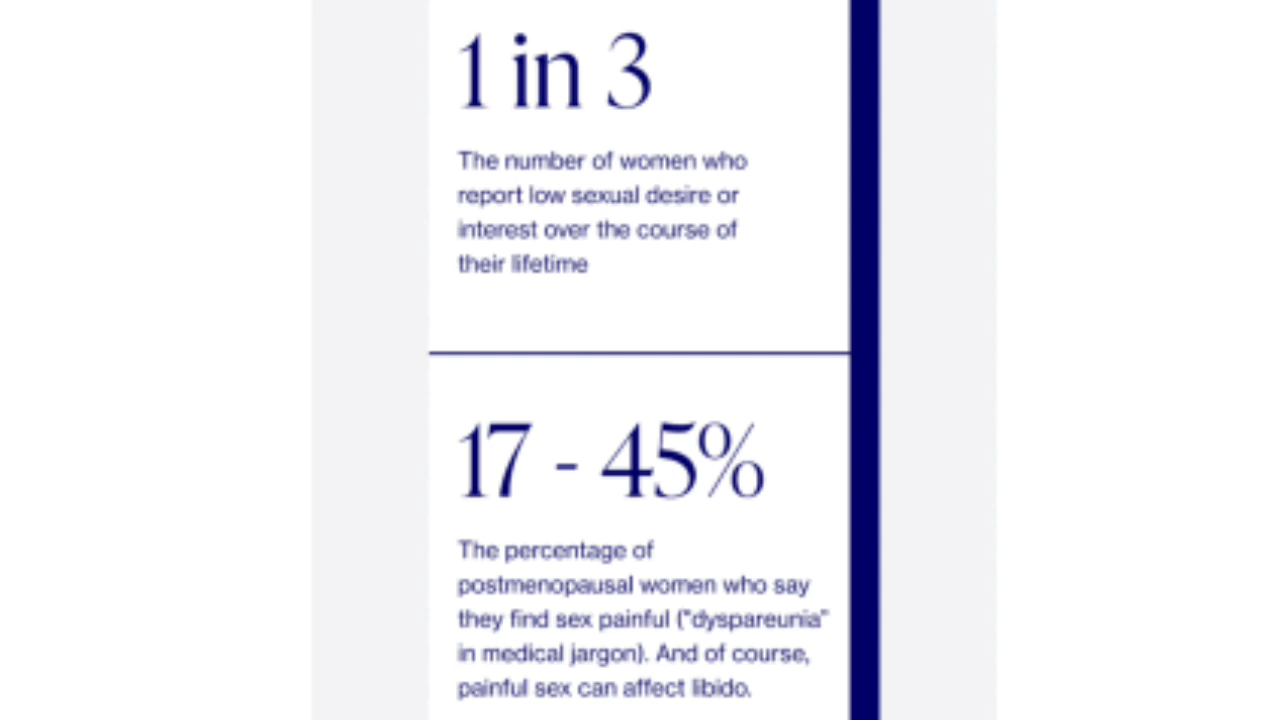 1 in 3
The number of women who
report low sexual desire or
interest over the course of
their lifetime
17 - 45%
The percentage of
postmenopausal women who say
they find sex painful ("dyspareunia"
in medical jargon). And of course,
painful sex can affect libido.